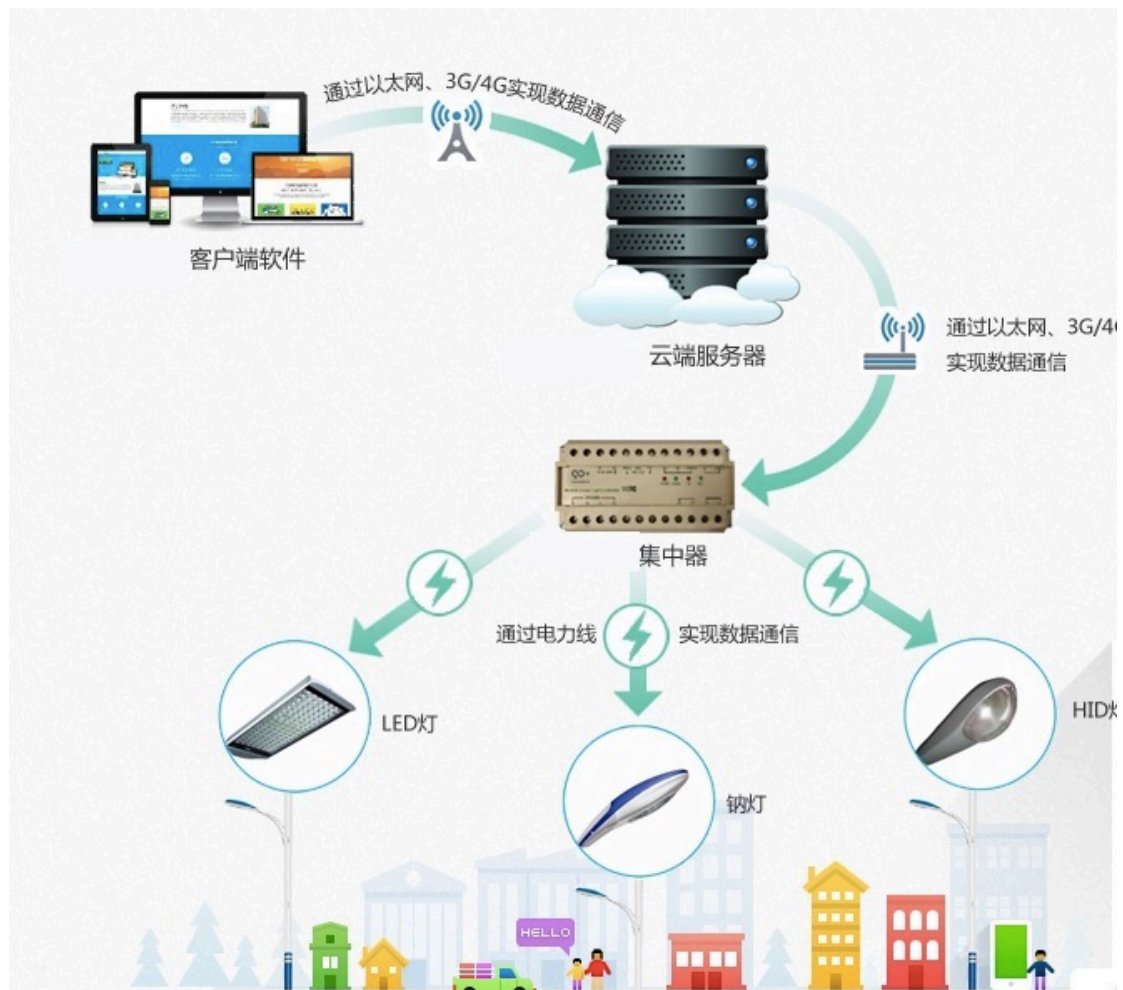 通过以太网、3G/4G实现数据通信
客户端软件
云端服务器
通过以太网、3G/4
实现数据通信
集中器
通过电力线 实现数据通信
LED灯
HID
钠灯
HELLO